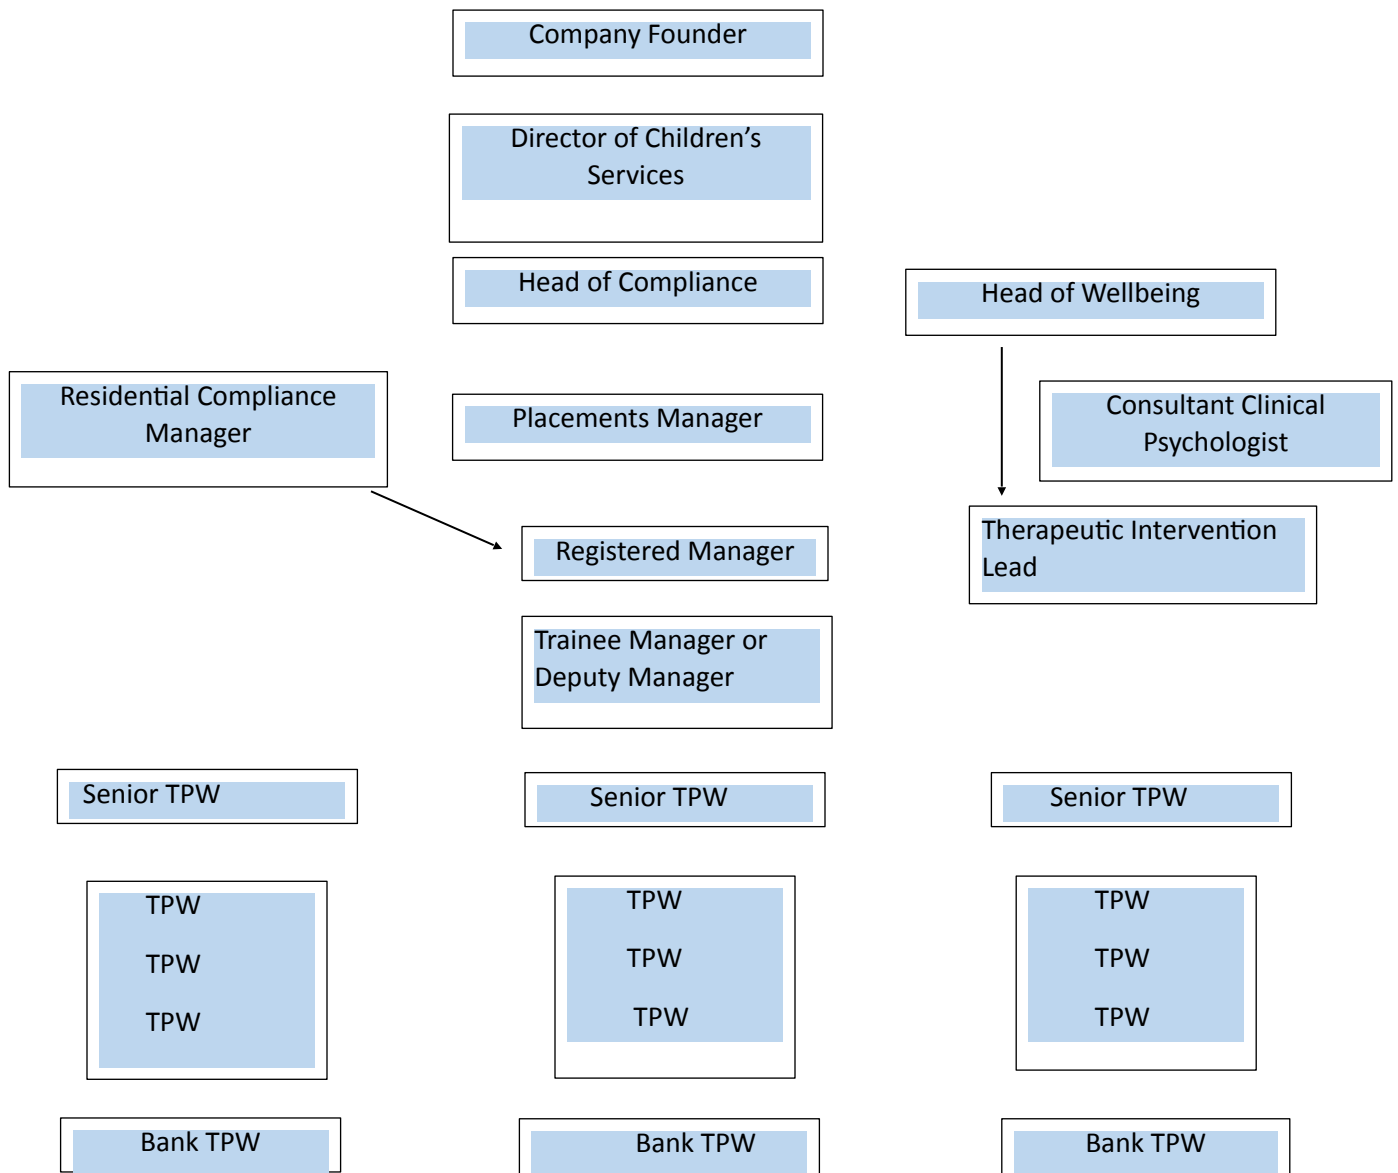 Company Founder
Director of Children’s
Services
Head of Compliance
Head of Wellbeing
Residential Compliance
Manager
Placements Manager
Consultant Clinical
Psychologist
Registered Manager
Therapeutic Intervention
Lead
Trainee Manager or
Deputy Manager
Senior TPW
Senior TPW
Senior TPW
TPW
TPW
TPW
TPW
TPW
TPW
TPW
TPW
TPW
Bank TPW
Bank TPW
Bank TPW